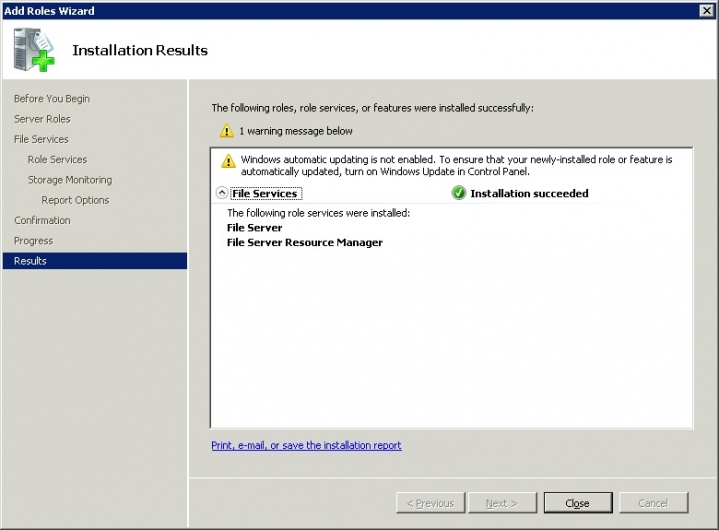 Add Roles Wizard
Installation Results
Before You Begin
Server Roles
File Services
Role Services
Storage Monitoring
Report Options
Confirmation
Progress
Results
The following roles, role services, or features were installed successfully:
1 warning message below
Windows automatic updating is not enabled. To ensure that your newly-installed role or feature is
automatically updated, turn on Windows Update in Control Panel.
File Services Installation succeeded
The following role services were installed:
File Server
File Server Resource Manager
Print, e-mail, or save the installation report
< Previous Next > Close Cancel